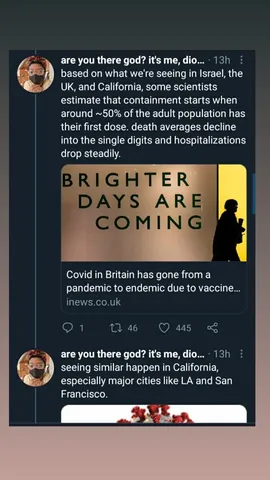 are you there god? it's me, dio... · 13h
based on what we're seeing in Israel, the
UK, and California, some scientists
estimate that containment starts when
around ~50% of the adult population has
their first dose. death averages decline
into the single digits and hospitalizations
drop steadily.
BRIGHTER
DAYS ARE
COMING
Covid in Britain has gone from a
pandemic to endemic due to vaccine...
inews.co.uk
1 46 445
are you there god? it's me, dio... · 13h
seeing similar happen in California,
especially major cities like LA and San
Francisco.